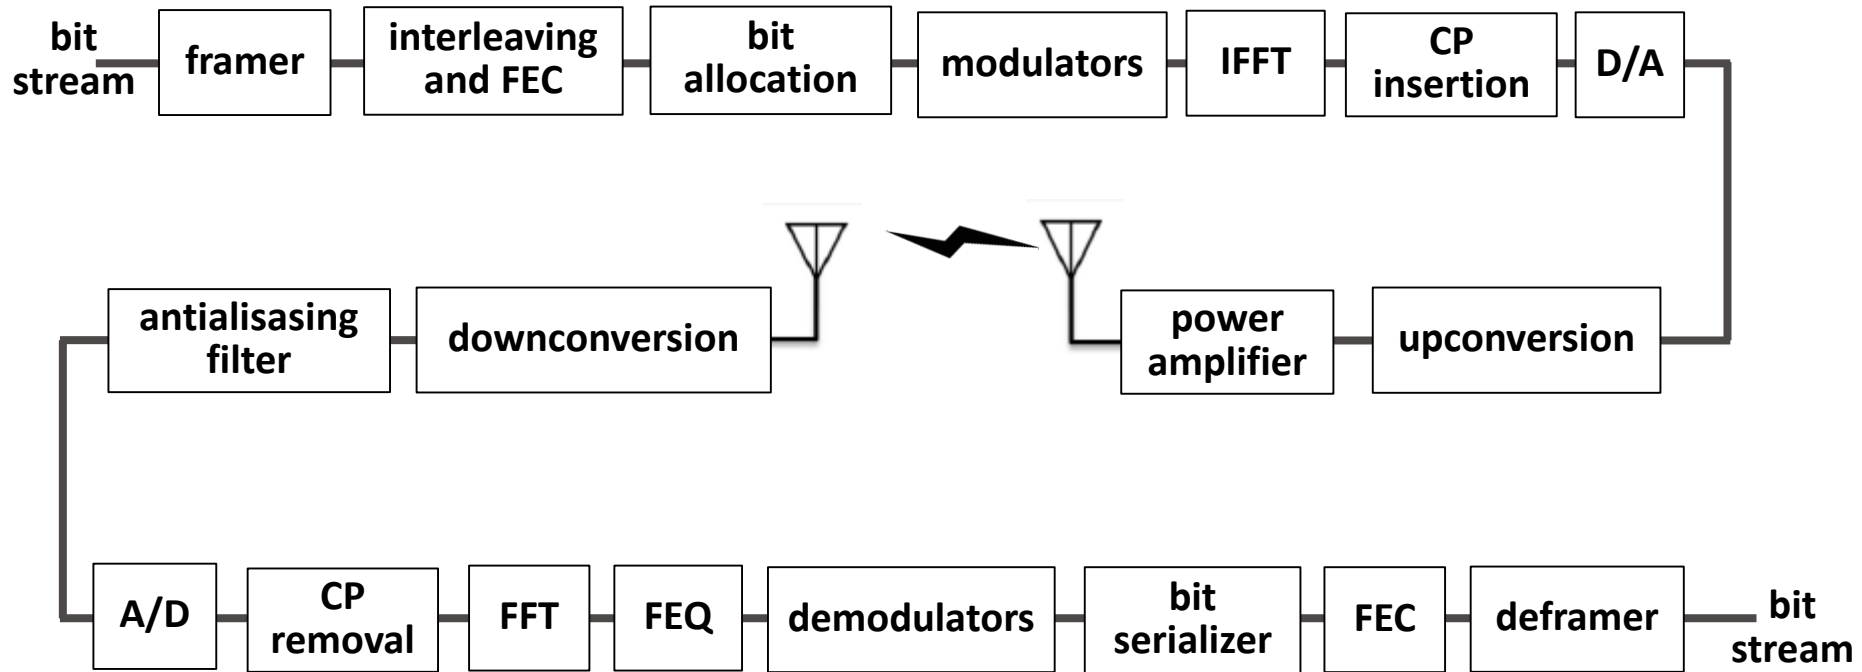 bit
stream
framer
interleaving
and FEC
bit
allocation
modulators
IFFT
CP
insertion
D/A
antialisasing
filter
downconversion
power
amplifier
upconversion
A/D
CP
removal
FFT
FEQ
demodulators
bit
serializer
FEC
deframer
bit
stream